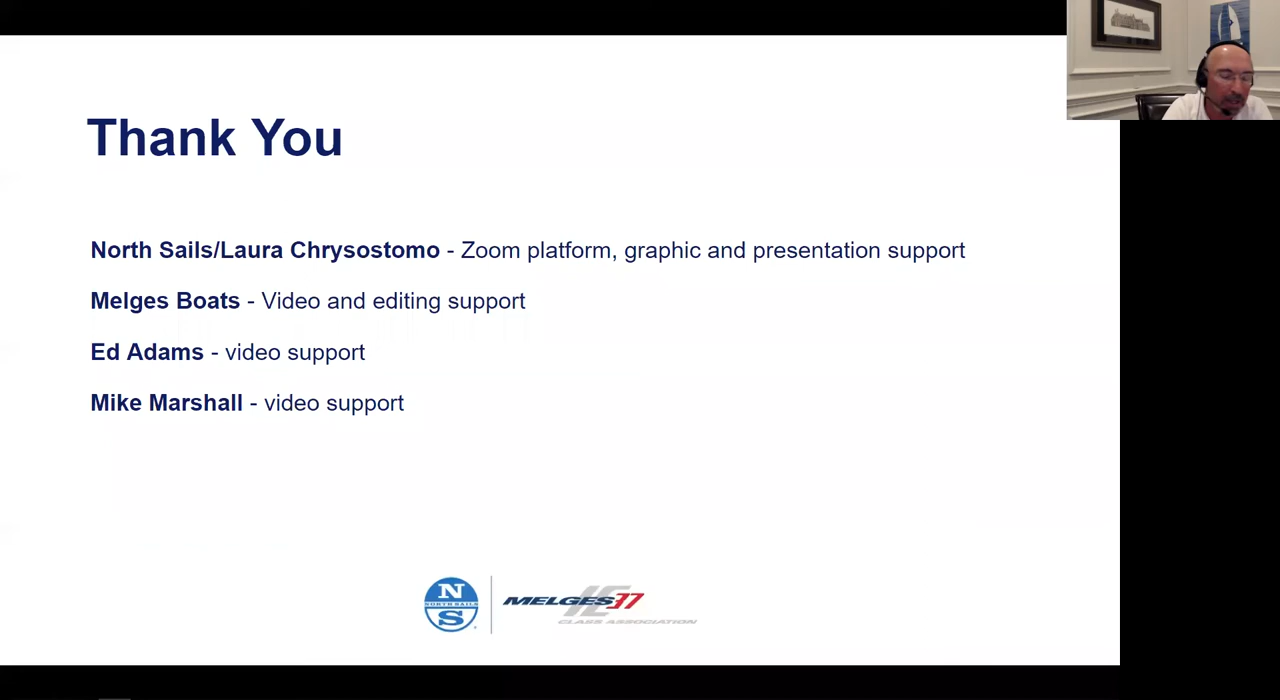 Thank You
North Sails/Laura Chrysostomo - Zoom platform, graphic and presentation support
Melges Boats - Video and editing support
Ed Adams - video support
Mike Marshall - video support
N
NORTH SAILS
S
MELGES
CLASS ASSOCIATION